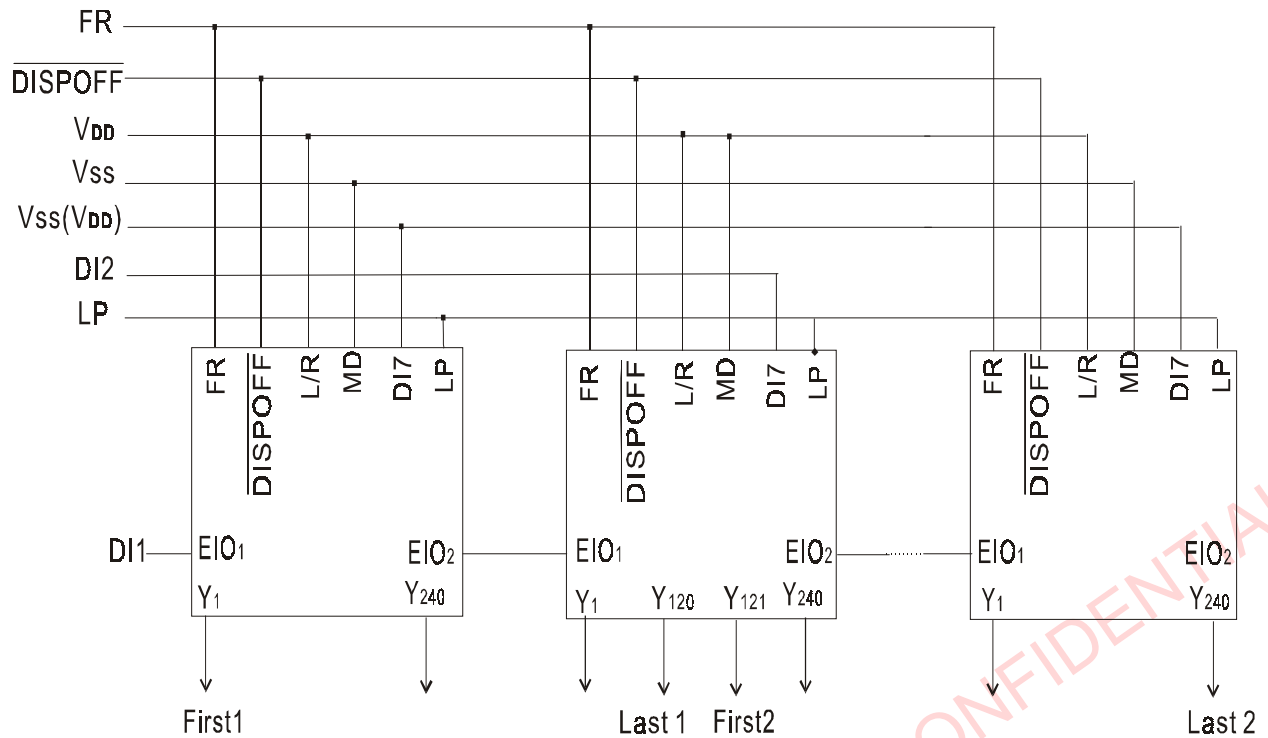 FR
DISPOFF
VDD
Vss
Vss(VDD)
DI2
LP
FR DISPOFF L/R MD DI7 LP
FR DISPOFF L/R MD DI7 LP
FR DISPOFF L/R MD DI7 LP
DI1 EIO1 EIO2 EIO1 EIO2 EIO1 EIO2
Y1 Y240 Y1 Y120 Y121 Y240 Y1 Y240
First1 Last 1 First2 Last 2
ONFIDENTIAL